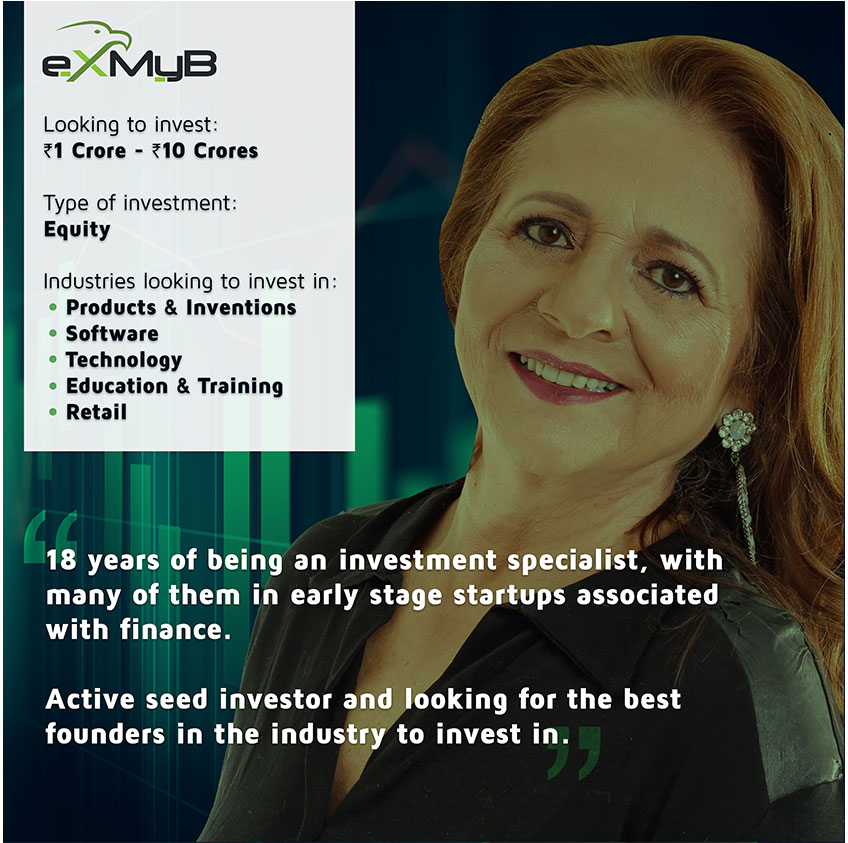 eXMyB
Looking to invest:
₹1 Crore - ₹10 Crores
Type of investment:
Equity
Industries looking to invest in:
• Products & Inventions
• Software
• Technology
• Education & Training
• Retail
“18 years of being an investment specialist, with
many of them in early stage startups associated
with finance.
Active seed investor and looking for the best
founders in the industry to invest in.”